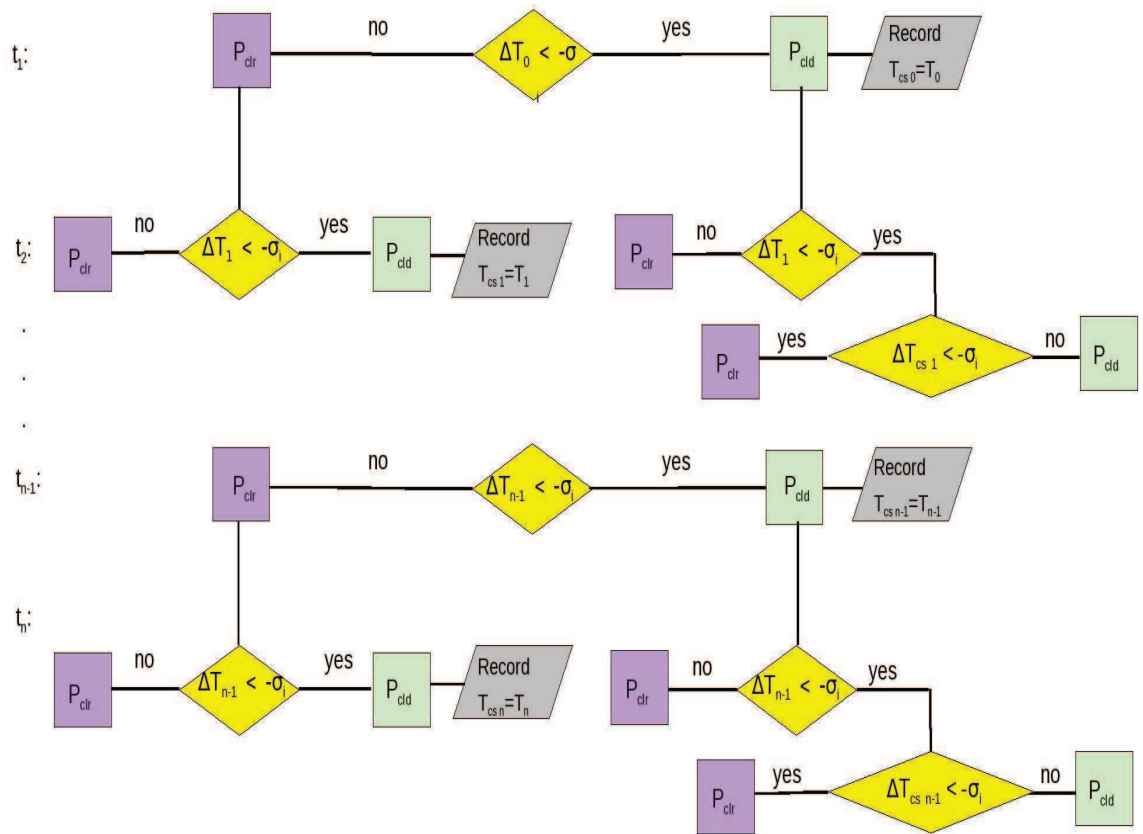 no
yes
t1:
Pclr
ΔT0 < -σ
i
Pcld
Record
Tcs 0=T0
no
yes
no
yes
t2:
Pclr
ΔT1 < -σi
Pcld
Record
Tcs 1=T1
Pclr
ΔT1 < -σi
.
yes
no
Pclr
ΔTcs 1 < -σi
Pcld
.
.
no
yes
tn-1:
Pclr
ΔTn-1 < -σi
Pcld
Record
Tcs n-1=Tn-1
tn:
no
yes
no
yes
Pclr
ΔTn-1 < -σi
Pcld
Record
Tcs n=Tn
Pclr
ΔTn-1 < -σi
yes
no
Pclr
ΔTcs n-1 < -σi
Pcld